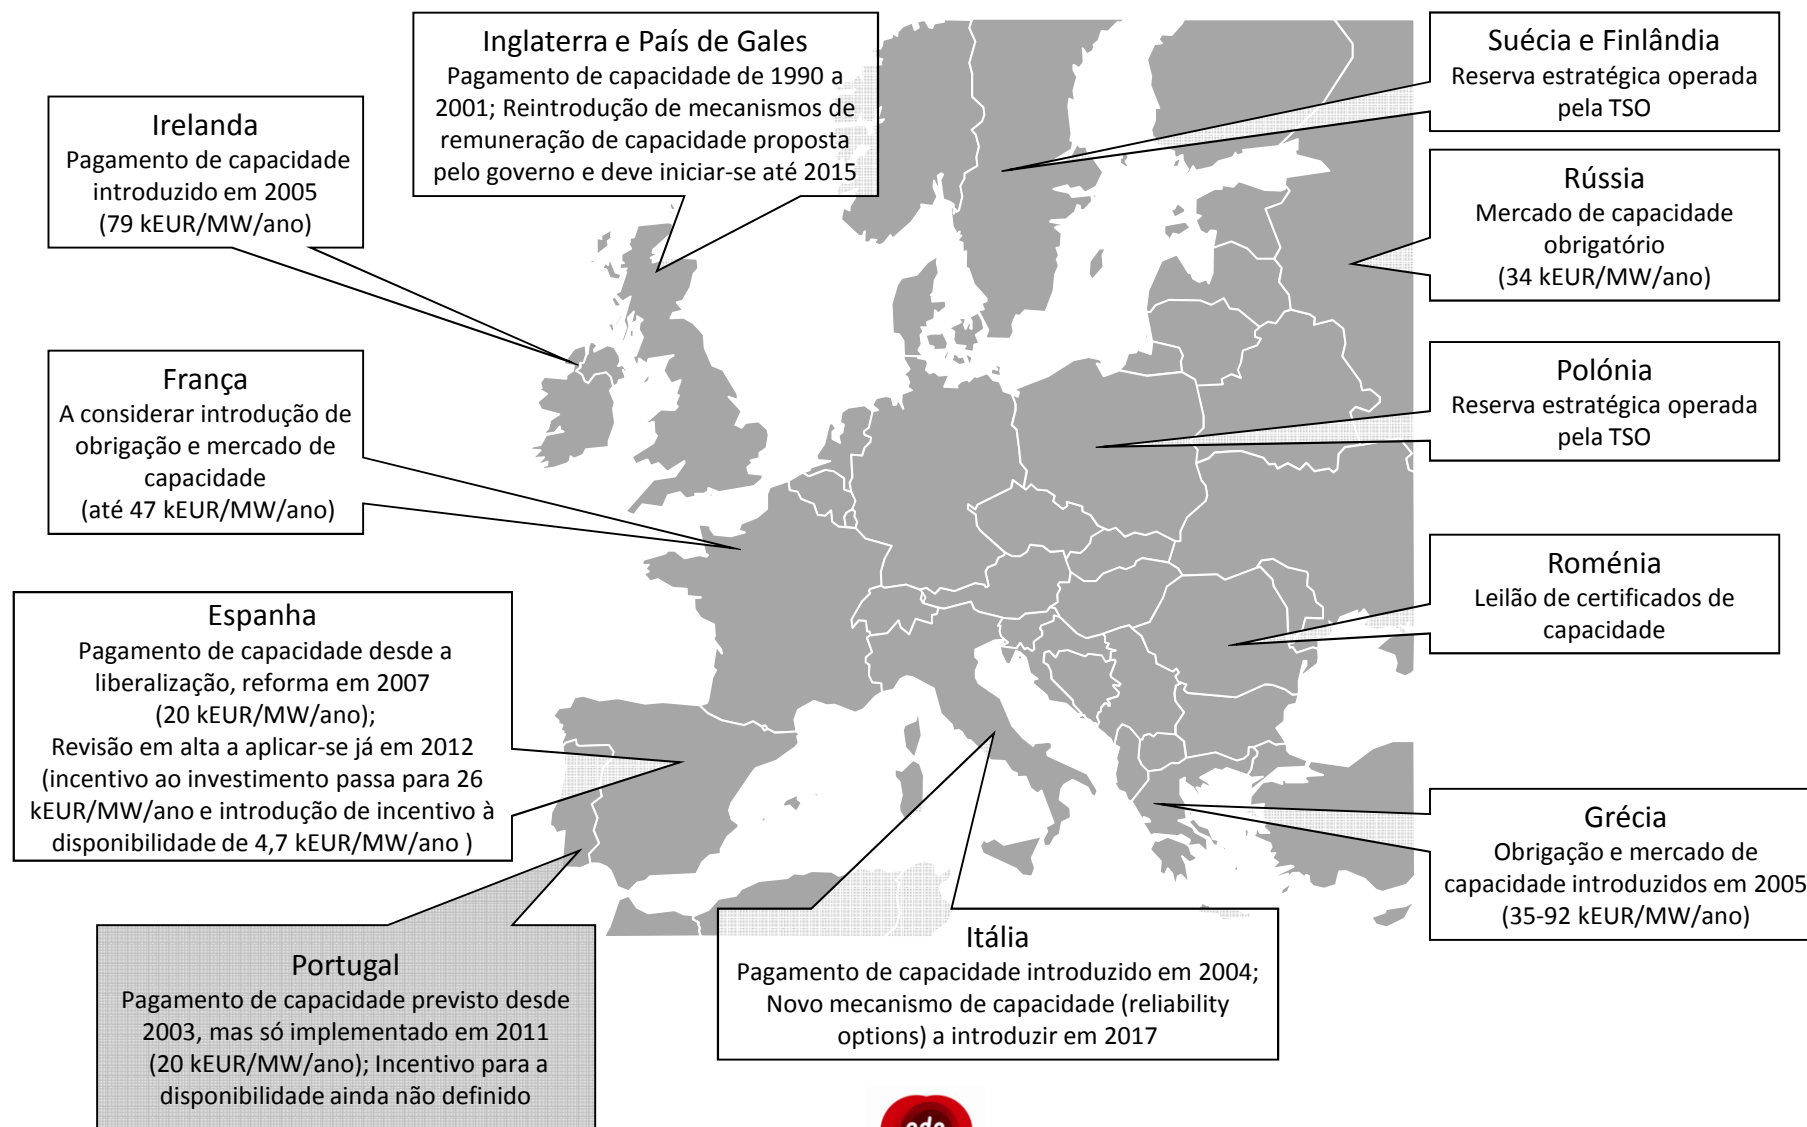 Inglaterra e País de Gales
Pagamento de capacidade de 1990 a
2001; Reintrodução de mecanismos de
remuneração de capacidade proposta
pelo governo e deve iniciar-se até 2015
Suécia e Finlândia
Reserva estratégica operada
pela TSO
Irelanda
Pagamento de capacidade
introduzido em 2005
(79 kEUR/MW/ano)
Rússia
Mercado de capacidade
obrigatório
(34 kEUR/MW/ano)
França
A considerar introdução de
obrigação e mercado de
capacidade
(até 47 kEUR/MW/ano)
Polónia
Reserva estratégica operada
pela TSO
Roménia
Leilão de certificados de
capacidade
Espanha
Pagamento de capacidade desde a
liberalização, reforma em 2007
(20 kEUR/MW/ano);
Revisão em alta a aplicar-se já em 2012
(incentivo ao investimento passa para 26
kEUR/MW/ano e introdução de incentivo à
disponibilidade de 4,7 kEUR/MW/ano )
Grécia
Obrigação e mercado de
capacidade introduzidos em 2005
(35-92 kEUR/MW/ano)
Itália
Pagamento de capacidade introduzido em 2004;
Novo mecanismo de capacidade (reliability
options) a introduzir em 2017
Portugal
Pagamento de capacidade previsto desde
2003, mas só implementado em 2011
(20 kEUR/MW/ano); Incentivo para a
disponibilidade ainda não definido
edp